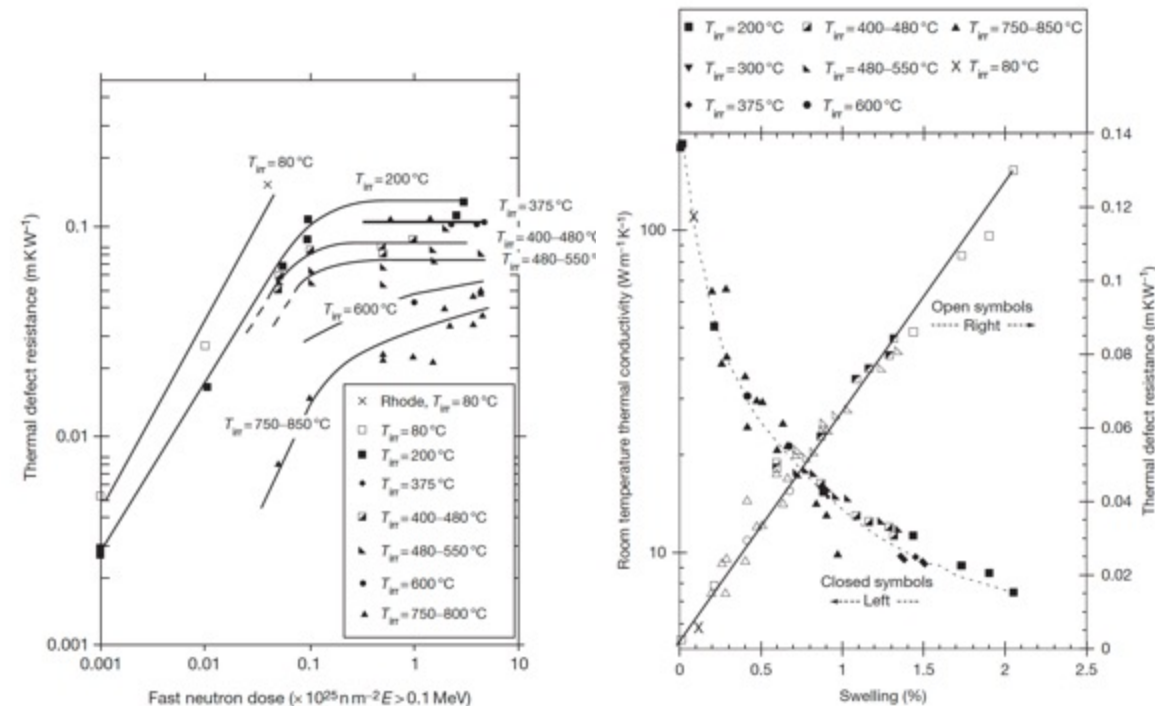 Thermal defect resistance (m K W⁻¹)
0.1
0.01
0.001
0.001
0.01
0.1
1
10
Fast neutron dose (× 10²⁵ n m⁻² E > 0.1 MeV)
T_irr = 80 °C
T_irr = 200 °C
T_irr = 375 °C
T_irr = 400–480 °C
T_irr = 480–550 °C
T_irr = 600 °C
T_irr = 750–850 °C
Rhode, T_irr = 80 °C
T_irr = 80 °C
T_irr = 200 °C
T_irr = 375 °C
T_irr = 400–480 °C
T_irr = 480–550 °C
T_irr = 600 °C
T_irr = 750–800 °C
T_irr = 200 °C T_irr = 400–480 °C T_irr = 750–850 °C
T_irr = 300 °C T_irr = 480–550 °C T_irr = 80 °C
T_irr = 375 °C T_irr = 600 °C
Room temperature thermal conductivity (W m⁻¹ K⁻¹)
100
10
Open symbols
Right
Closed symbols
Left
0.14
0.12
0.1
0.08
0.06
0.04
0.02
0
Thermal defect resistance (m K W⁻¹)
0
0.5
1
1.5
2
2.5
Swelling (%)